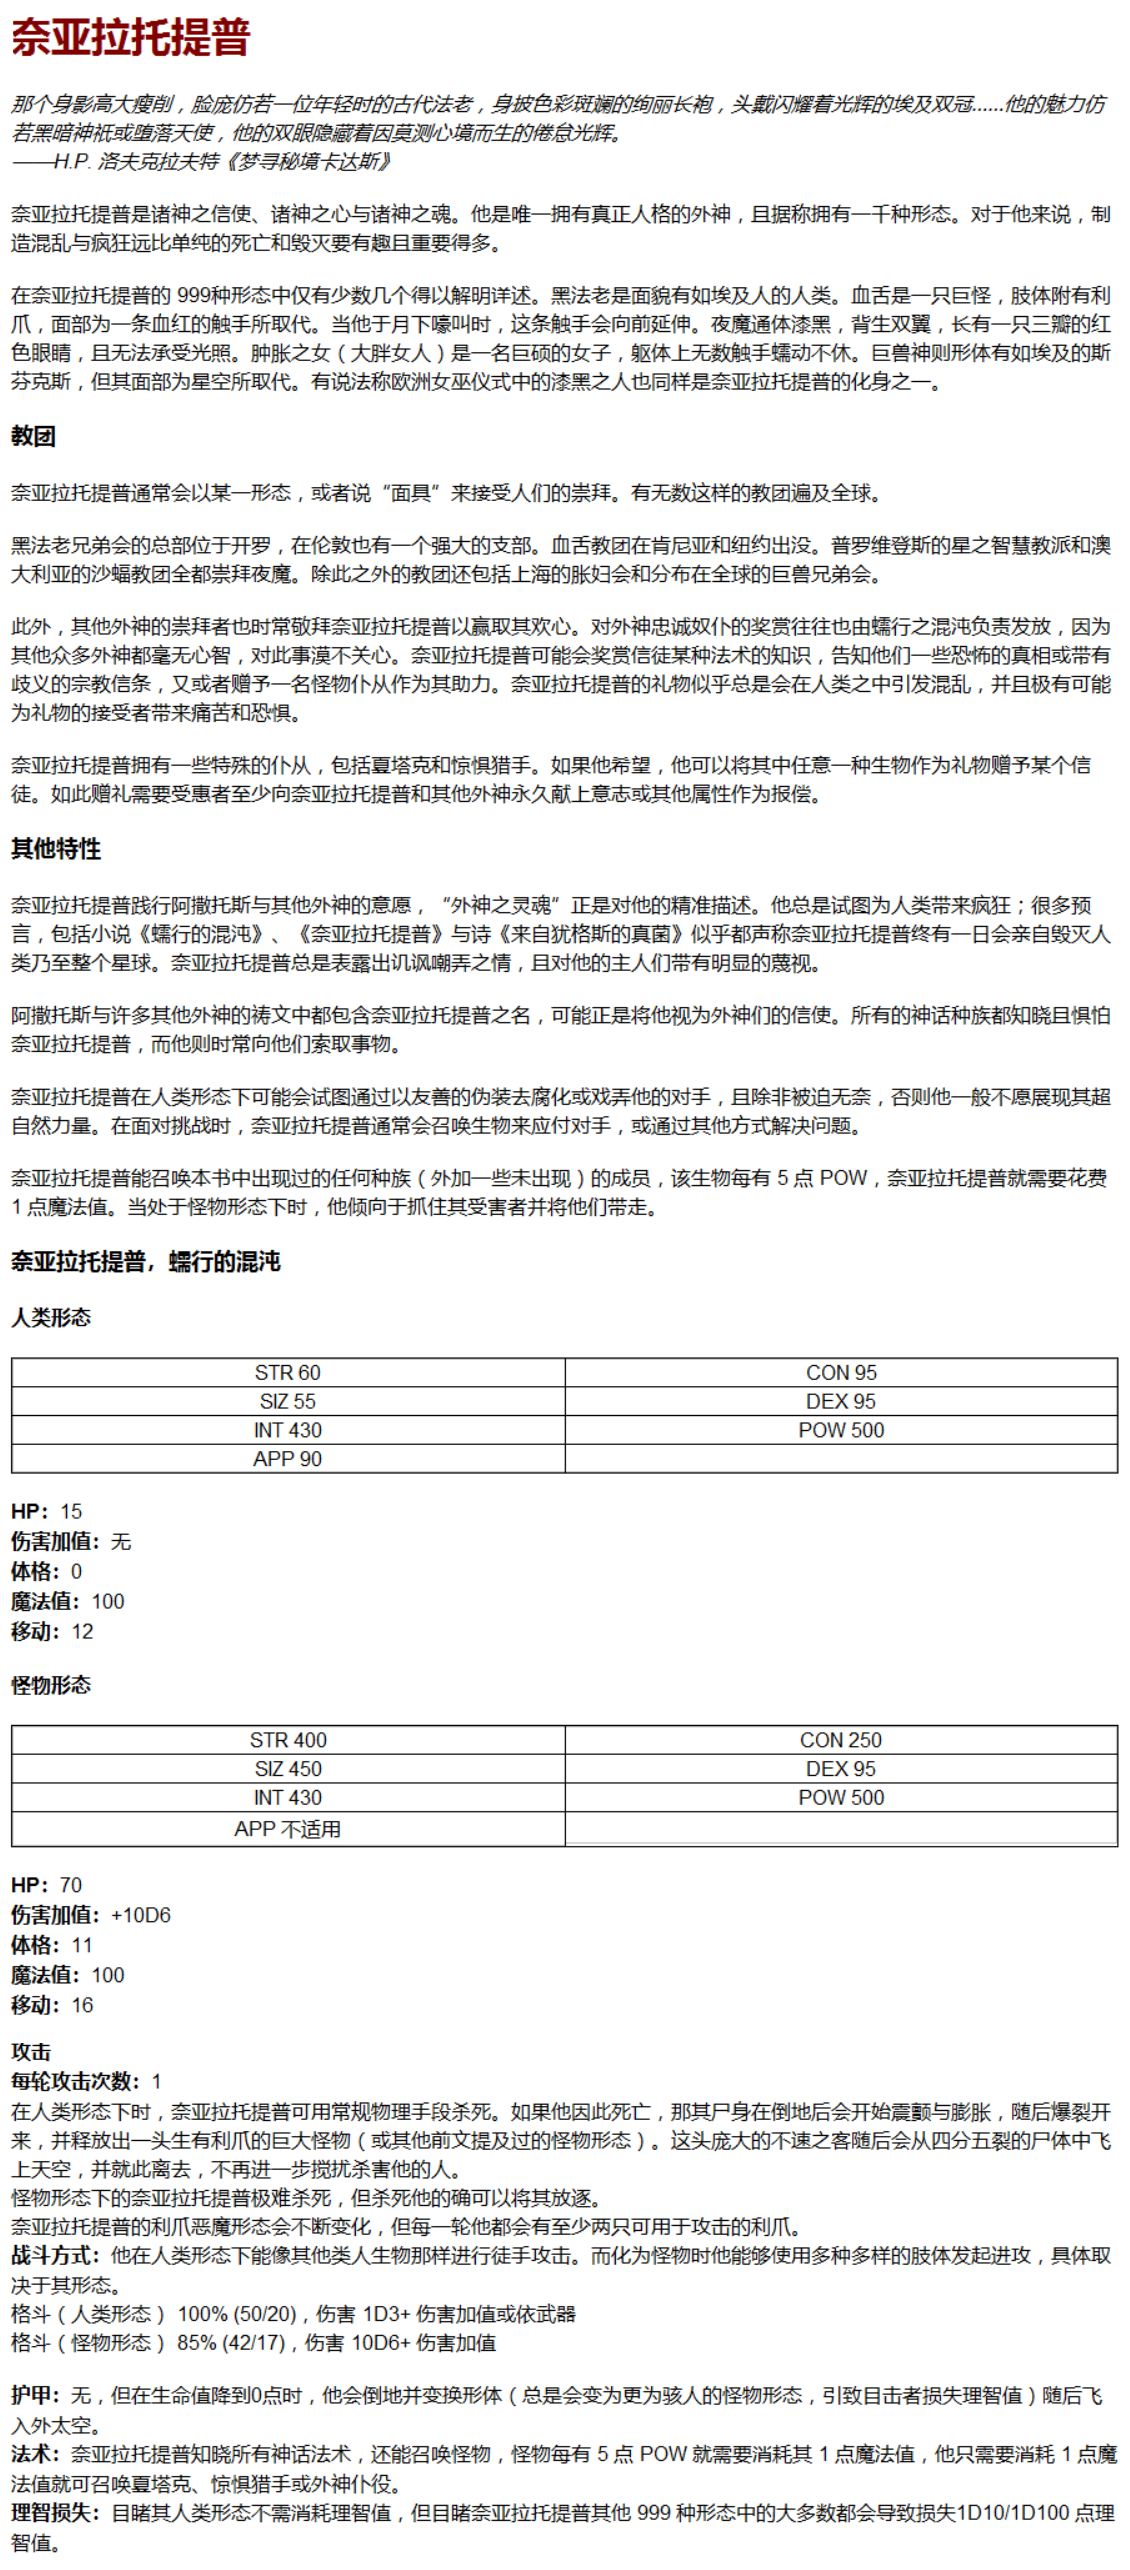 奈亚拉托提普
那个身影高大瘦削，脸庞仿若一位年轻时的古代法老，身披色彩斑斓的绚丽长袍，头戴闪耀着光辉的埃及双冠......他的魅力仿
若黑暗神祇或堕落天使，他的双眼隐藏着因莫测心境而生的倦怠光辉。
——H.P. 洛夫克拉夫特《梦寻秘境卡达斯》
奈亚拉托提普是诸神之信使、诸神之心与诸神之魂。他是唯一拥有真正人格的外神，且据称拥有一千种形态。对于他来说，制
造混乱与疯狂远比单纯的死亡和毁灭要有趣且重要得多。
在奈亚拉托提普的 999种形态中仅有少数几个得以解明详述。黑法老是面貌有如埃及人的人类。血舌是一只巨怪，肢体附有利
爪，面部为一条血红的触手所取代。当他于月下嚎叫时，这条触手会向前延伸。夜魔通体漆黑，背生双翼，长有一只三瓣的红
色眼睛，且无法承受光照。肿胀之女（大胖女人）是一名巨硕的女子，躯体上无数触手蠕动不休。巨兽神则形体有如埃及的斯
芬克斯，但其面部为星空所取代。有说法称欧洲女巫仪式中的漆黑之人也同样是奈亚拉托提普的化身之一。
教团
奈亚拉托提普通常会以某一形态，或者说“面具”来接受人们的崇拜。有无数这样的教团遍及全球。
黑法老兄弟会的总部位于开罗，在伦敦也有一个强大的支部。血舌教团在肯尼亚和纽约出没。普罗维登斯的星之智慧教派和澳
大利亚的沙蝠教团全都崇拜夜魔。除此之外的教团还包括上海的胀妇会和分布在全球的巨兽兄弟会。
此外，其他外神的崇拜者也时常敬拜奈亚拉托提普以赢取其欢心。对外神忠诚奴仆的奖赏往往也由蠕行之混沌负责发放，因为
其他众多外神都毫无心智，对此事漠不关心。奈亚拉托提普可能会奖赏信徒某种法术的知识，告知他们一些恐怖的真相或带有
歧义的宗教信条，又或者赠予一名怪物仆从作为其助力。奈亚拉托提普的礼物似乎总是会在人类之中引发混乱，并且极有可能
为礼物的接受者带来痛苦和恐惧。
奈亚拉托提普拥有一些特殊的仆从，包括夏塔克和惊惧猎手。如果他希望，他可以将其中任意一种生物作为礼物赠予某个信
徒。如此赠礼需要受惠者至少向奈亚拉托提普和其他外神永久献上意志或其他属性作为报偿。
其他特性
奈亚拉托提普践行阿撒托斯与其他外神的意愿，“外神之灵魂”正是对他的精准描述。他总是试图为人类带来疯狂；很多预
言，包括小说《蠕行的混沌》、《奈亚拉托提普》与诗《来自犹格斯的真菌》似乎都声称奈亚拉托提普终有一日会亲自毁灭人
类乃至整个星球。奈亚拉托提普总是表露出讥讽嘲弄之情，且对他的主人们带有明显的蔑视。
阿撒托斯与许多其他外神的祷文中都包含奈亚拉托提普之名，可能正是将他视为外神们的信使。所有的神话种族都知晓且惧怕
奈亚拉托提普，而他则时常向他们索取事物。
奈亚拉托提普在人类形态下可能会试图通过以友善的伪装去腐化或戏弄他的对手，且除非被迫无奈，否则他一般不愿展现其超
自然力量。在面对挑战时，奈亚拉托提普通常会召唤生物来应付对手，或通过其他方式解决问题。
奈亚拉托提普能召唤本书中出现过的任何种族（外加一些未出现）的成员，该生物每有 5 点 POW，奈亚拉托提普就需要花费
1 点魔法值。当处于怪物形态下时，他倾向于抓住其受害者并将他们带走。
奈亚拉托提普，蠕行的混沌
人类形态
STR 60 CON 95
SIZ 55 DEX 95
INT 430 POW 500
APP 90
HP：15
伤害加值：无
体格：0
魔法值：100
移动：12
怪物形态
STR 400 CON 250
SIZ 450 DEX 95
INT 430 POW 500
APP 不适用
HP：70
伤害加值：+10D6
体格：11
魔法值：100
移动：16
攻击
每轮攻击次数：1
在人类形态下时，奈亚拉托提普可用常规物理手段杀死。如果他因此死亡，那其尸身在倒地后会开始震颤与膨胀，随后爆裂开
来，并释放出一头生有利爪的巨大怪物（或其他前文提及过的怪物形态）。这头庞大的不速之客随后会从四分五裂的尸体中飞
上天空，并就此离去，不再进一步搅扰杀害他的人。
怪物形态下的奈亚拉托提普极难杀死，但杀死他的确可以将其放逐。
奈亚拉托提普的利爪恶魔形态会不断变化，但每一轮他都会有至少两只可用于攻击的利爪。
战斗方式：他在人类形态下能像其他类人生物那样进行徒手攻击。而化为怪物时他能够使用多种多样的肢体发起进攻，具体取
决于其形态。
格斗（人类形态） 100% (50/20)，伤害 1D3+ 伤害加值或依武器
格斗（怪物形态） 85% (42/17)，伤害 10D6+ 伤害加值
护甲：无，但在生命值降到0点时，他会倒地并变换形体（总是会变为更为骇人的怪物形态，引致目击者损失理智值）随后飞
入外太空。
法术：奈亚拉托提普知晓所有神话法术，还能召唤怪物，怪物每有 5 点 POW 就需要消耗其 1 点魔法值，他只需要消耗 1 点魔
法值就可召唤夏塔克、惊惧猎手或外神仆役。
理智损失：目睹其人类形态不需消耗理智值，但目睹奈亚拉托提普其他 999 种形态中的大多数都会导致损失1D10/1D100 点理
智值。